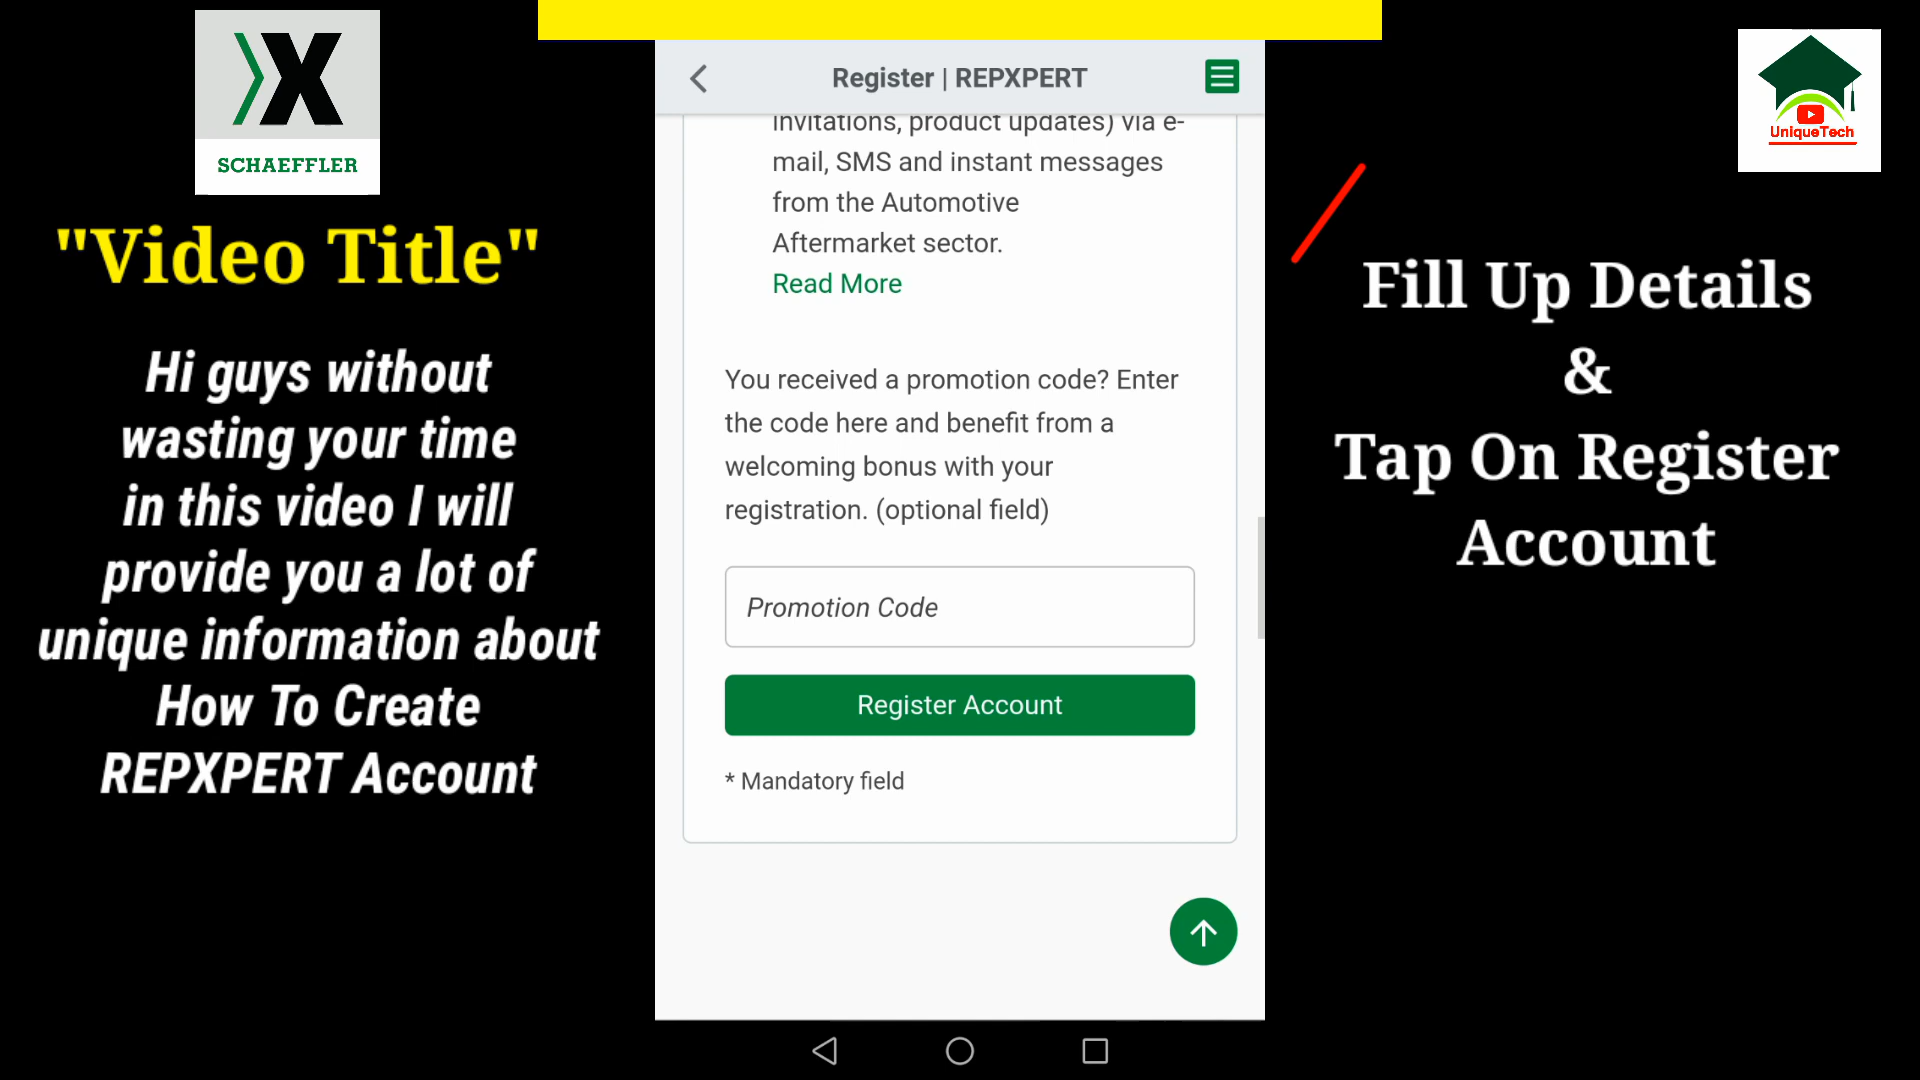 SCHAEFFLER
"Video Title"
Hi guys without
wasting your time
in this video I will
provide you a lot of
unique information about
How To Create
REPXPERT Account
Register | REPXPERT
invitations, product updates) via e-
mail, SMS and instant messages
from the Automotive
Aftermarket sector.
Read More
You received a promotion code? Enter
the code here and benefit from a
welcoming bonus with your
registration. (optional field)
Promotion Code
Register Account
* Mandatory field
UniqueTech
Fill Up Details
&
Tap On Register
Account